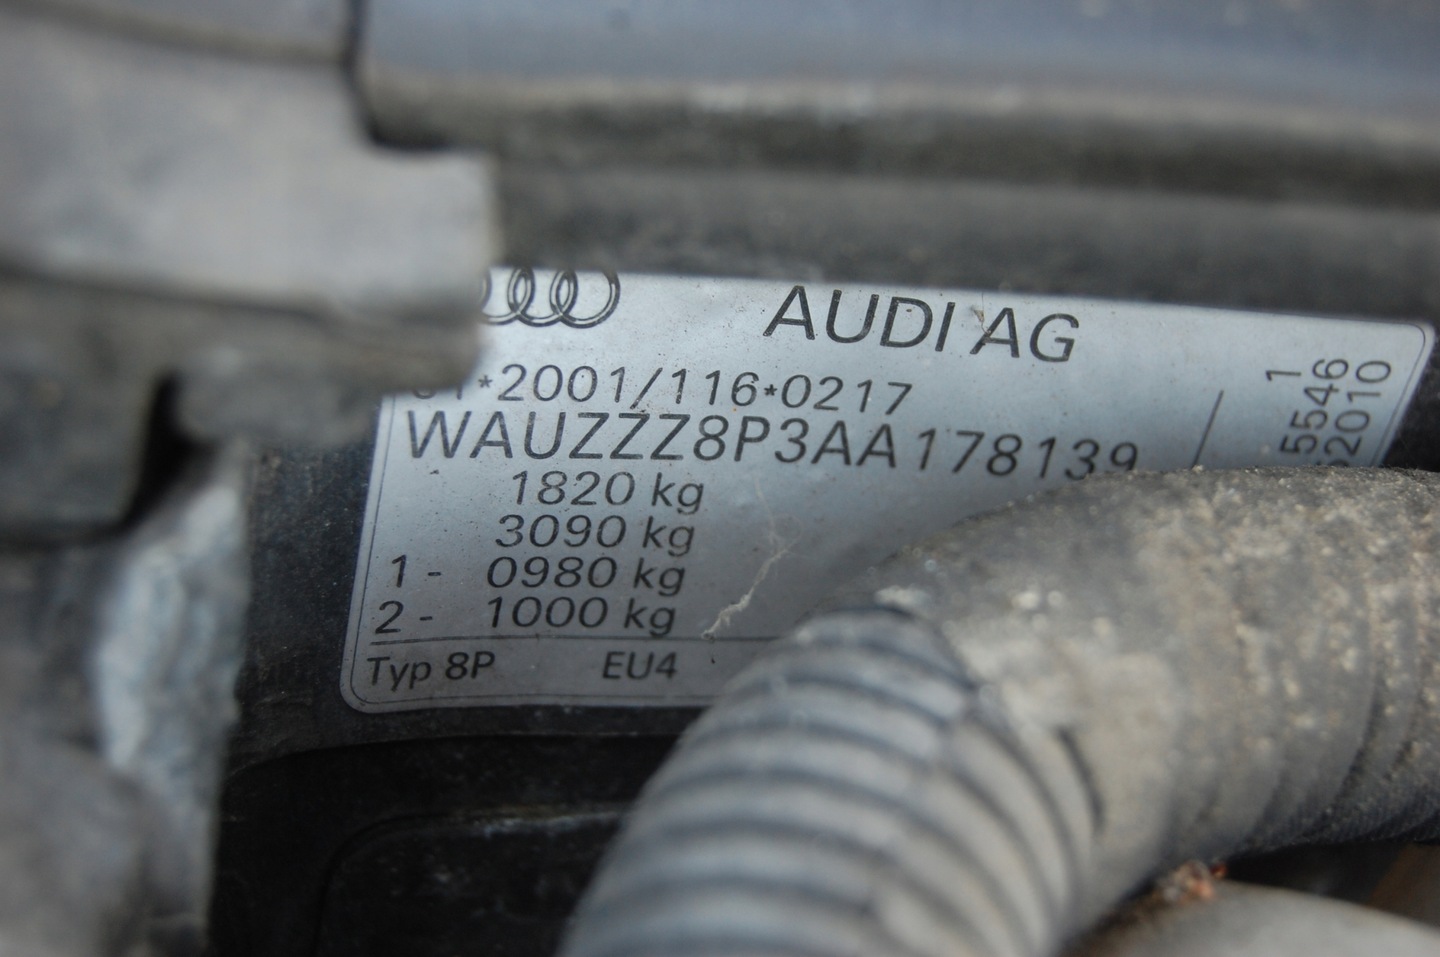 AUDI AG
*2001/116*0217
WAUZZZ8P3AA178139
1820 kg
3090 kg
1 - 0980 kg
2 - 1000 kg
Typ 8P EU4
1
5546
62010